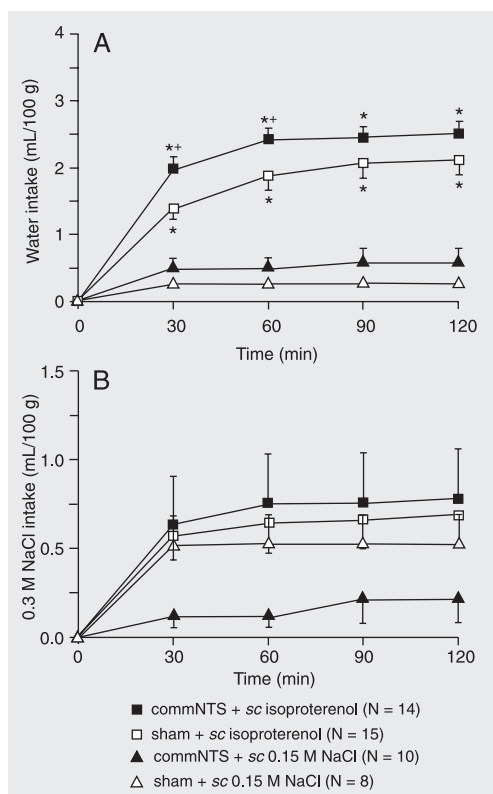 A
Water intake (mL/100 g)
4
3
2
1
0
*+
*+
*
*
*
*
*
*
0 30 60 90 120
Time (min)
B
0.3 M NaCl intake (mL/100 g)
1.5
1.0
0.5
0.0
0 30 60 90 120
Time (min)
commNTS + sc isoproterenol (N = 14)
sham + sc isoproterenol (N = 15)
commNTS + sc 0.15 M NaCl (N = 10)
sham + sc 0.15 M NaCl (N = 8)